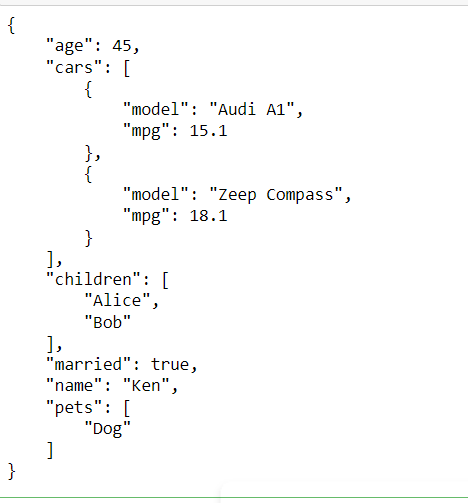 {
    "age": 45,
    "cars": [
        {
            "model": "Audi A1",
            "mpg": 15.1
        },
        {
            "model": "Zeep Compass",
            "mpg": 18.1
        }
    ],
    "children": [
        "Alice",
        "Bob"
    ],
    "married": true,
    "name": "Ken",
    "pets": [
        "Dog"
    ]
}